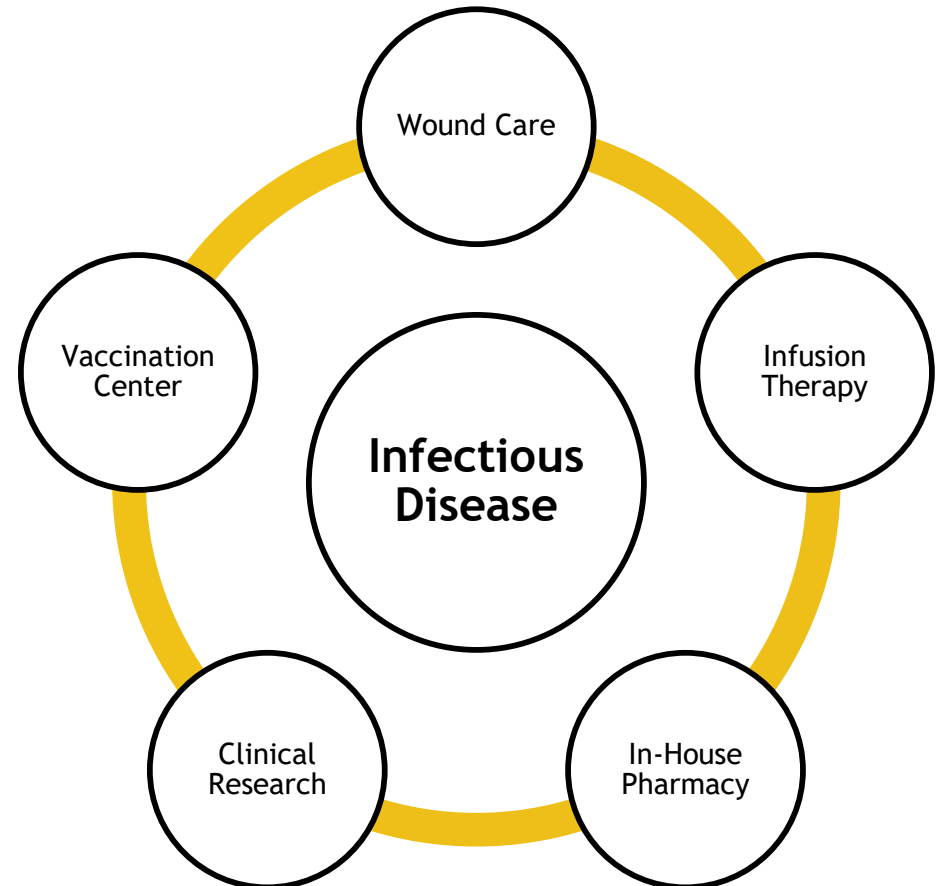 Wound Care
Vaccination
Center
Infusion
Therapy
Infectious
Disease
Clinical
Research
In-House
Pharmacy